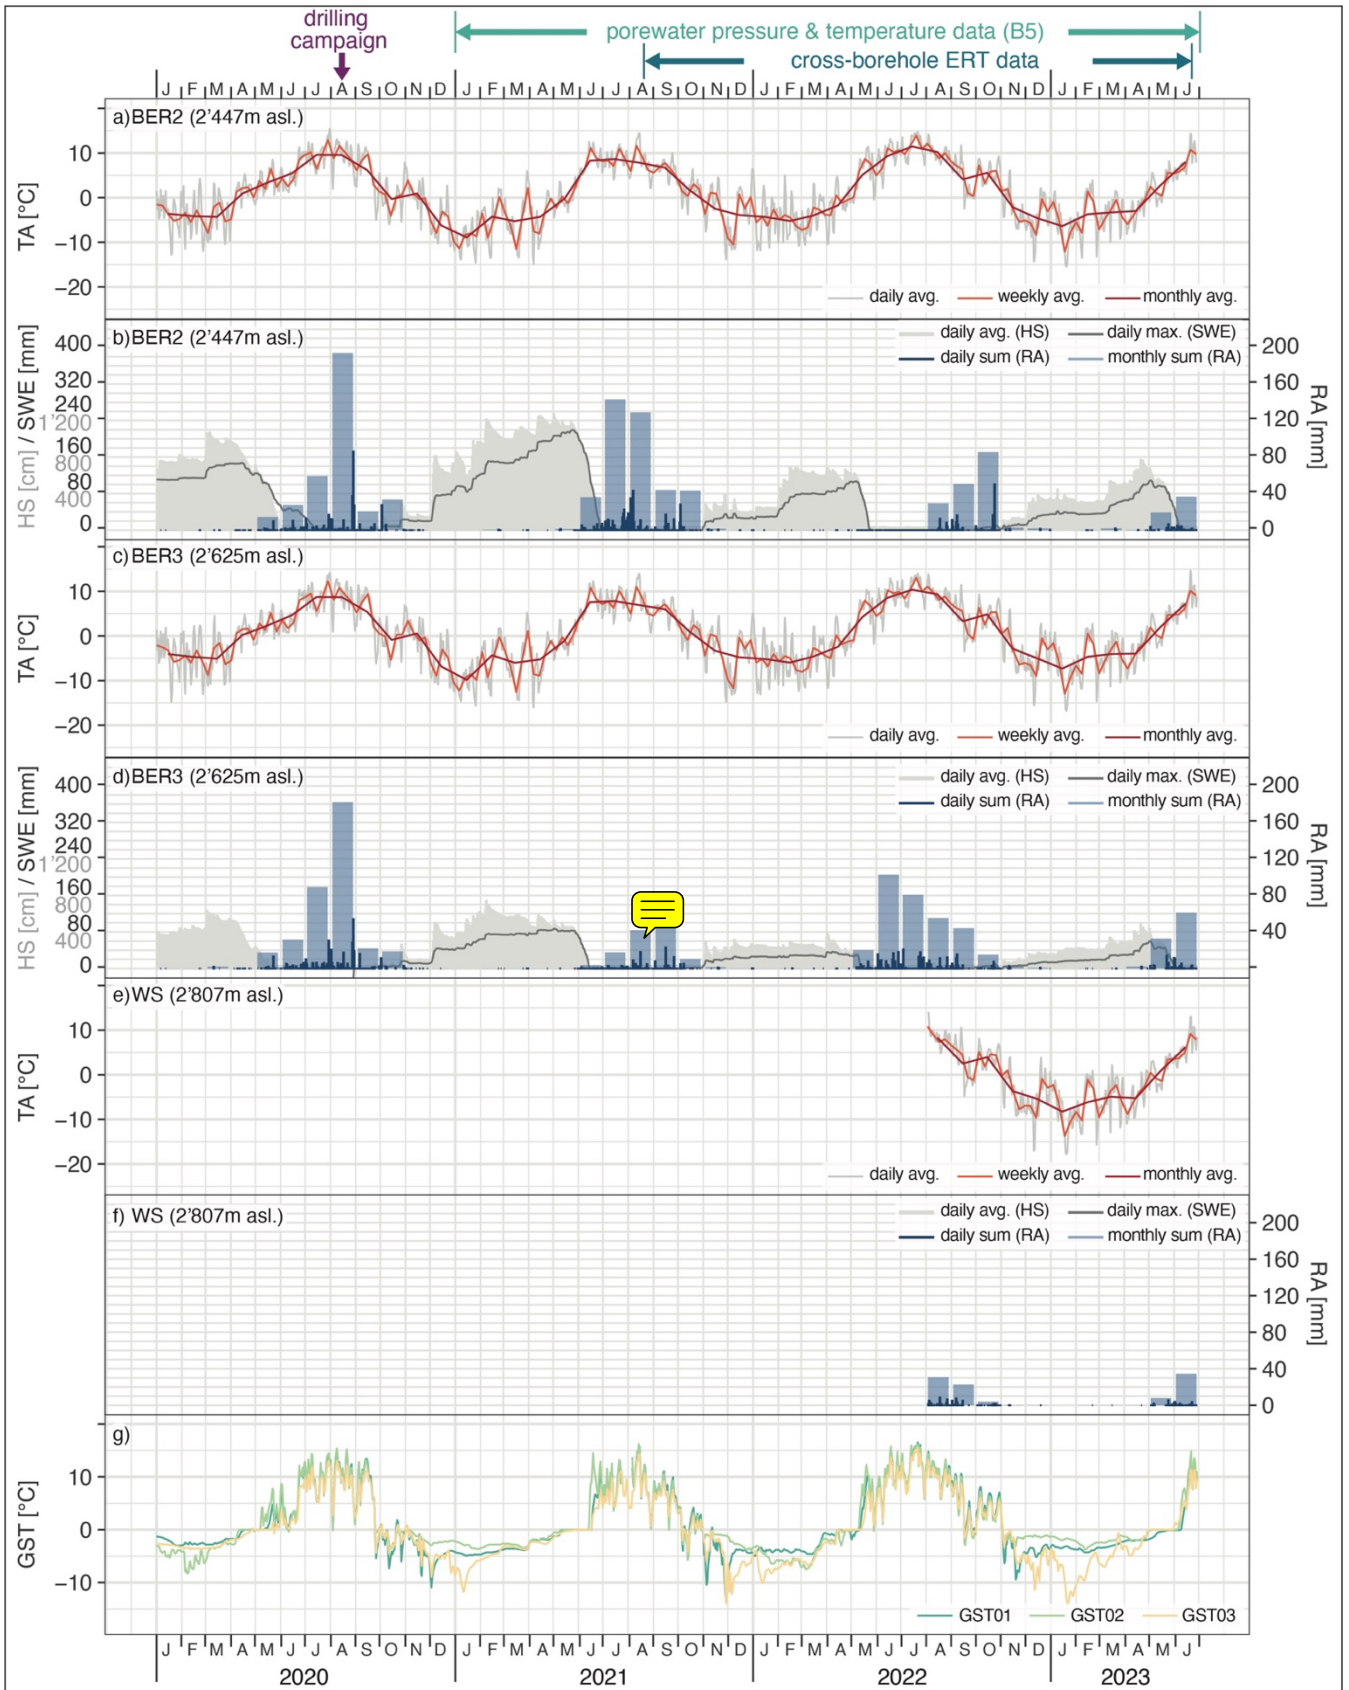 drilling
campaign
porewater pressure & temperature data (B5)
cross-borehole ERT data
J F M A M J J A S O N D J F M A M J J A S O N D J F M A M J J A S O N D J F M A M J
a) BER2 (2'447m asl.)
TA [°C]
10
0
−10
−20
daily avg. weekly avg. monthly avg.
b) BER2 (2'447m asl.)
HS [cm] / SWE [mm]
400
320
240
1'200
160
800
80
400
0
daily avg. (HS) daily max. (SWE)
daily sum (RA) monthly sum (RA)
200
160
120
80
40
0
RA [mm]
c) BER3 (2'625m asl.)
TA [°C]
10
0
−10
−20
daily avg. weekly avg. monthly avg.
d) BER3 (2'625m asl.)
HS [cm] / SWE [mm]
400
320
240
1'200
160
800
80
400
0
daily avg. (HS) daily max. (SWE)
daily sum (RA) monthly sum (RA)
200
160
120
80
40
RA [mm]
e) WS (2'807m asl.)
TA [°C]
10
0
−10
−20
daily avg. weekly avg. monthly avg.
f) WS (2'807m asl.)
daily avg. (HS) daily max. (SWE)
daily sum (RA) monthly sum (RA)
200
160
120
80
40
0
RA [mm]
g)
GST [°C]
10
0
−10
GST01 GST02 GST03
J F M A M J J A S O N D J F M A M J J A S O N D J F M A M J J A S O N D J F M A M J
2020 2021 2022 2023